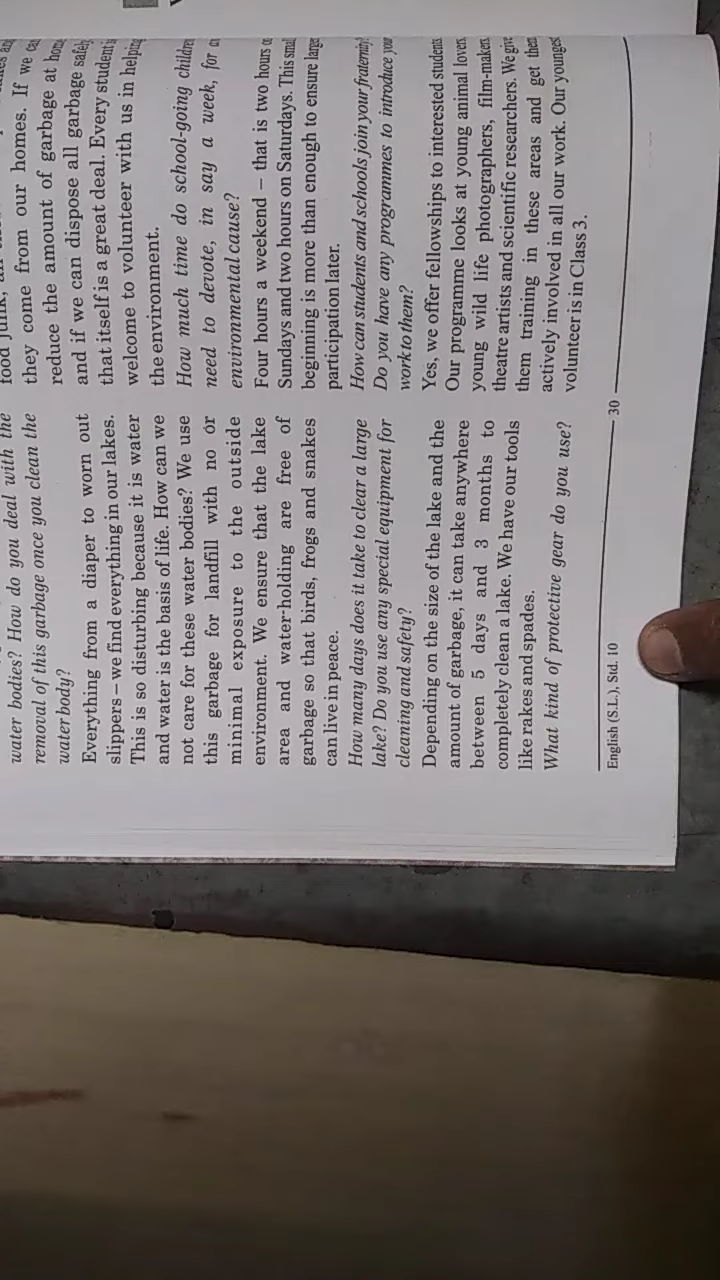 water bodies? How do you deal with the
removal of this garbage once you clean the
water body?
Everything from a diaper to worn out
slippers – we find everything in our lakes.
This is so disturbing because it is water
and water is the basis of life. How can we
not care for these water bodies? We use
this garbage for landfill with no or
minimal exposure to the outside
environment. We ensure that the lake
area and water-holding are free of
garbage so that birds, frogs and snakes
can live in peace.
How many days does it take to clear a large
lake? Do you use any special equipment for
cleaning and safety?
Depending on the size of the lake and the
amount of garbage, it can take anywhere
between 5 days and 3 months to
completely clean a lake. We have our tools
like rakes and spades.
What kind of protective gear do you use?
food junk,
they come from our homes. If we
reduce the amount of garbage at
and if we can dispose all garbage safely
that itself is a great deal. Every student is
welcome to volunteer with us in helping
the environment.
How much time do school-going children
need to devote, in say a week, for
environmental cause?
Four hours a weekend – that is two hours
Sundays and two hours on Saturdays. This
beginning is more than enough to ensure
participation later.
How can students and schools join your fraternity?
Do you have any programmes to introduce
work to them?
Yes, we offer fellowships to interested students
Our programme looks at young animal lovers
young wild life photographers, film-makers
theatre artists and scientific researchers. We give
them training in these areas and get them
actively involved in all our work. Our youngest
volunteer is in Class 3.
English (S.L.), Std. 10
30